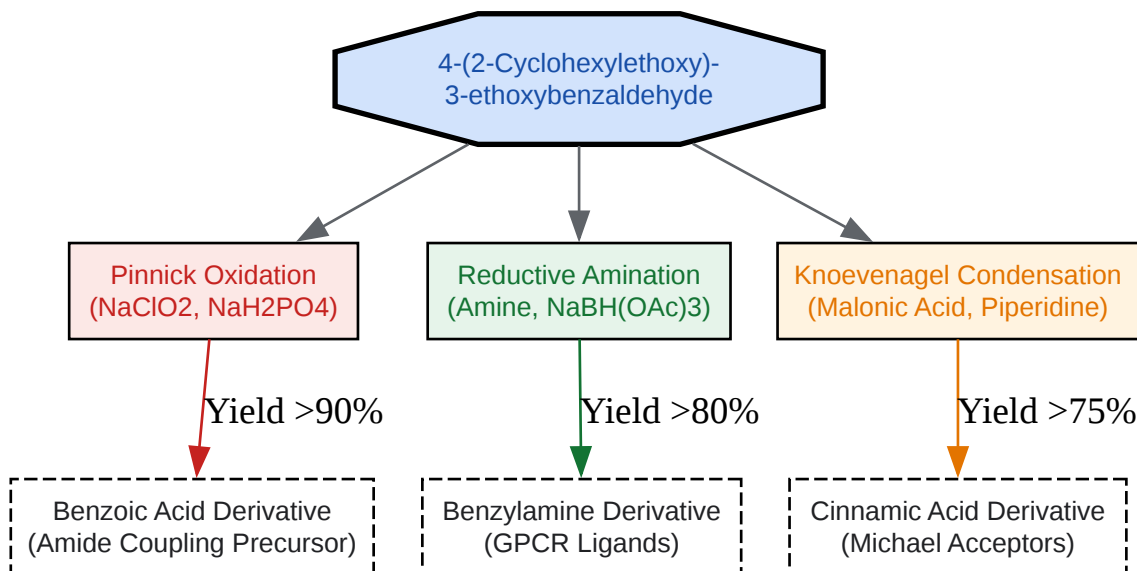 4-(2-Cyclohexylethoxy)-
3-ethoxybenzaldehyde
Pinnick Oxidation
(NaClO2, NaH2PO4)
Reductive Amination
(Amine, NaBH(OAc)3)
Knoevenagel Condensation
(Malonic Acid, Piperidine)
Yield >90%
Yield >80%
Yield >75%
Benzoic Acid Derivative
(Amide Coupling Precursor)
Benzylamine Derivative
(GPCR Ligands)
Cinnamic Acid Derivative
(Michael Acceptors)